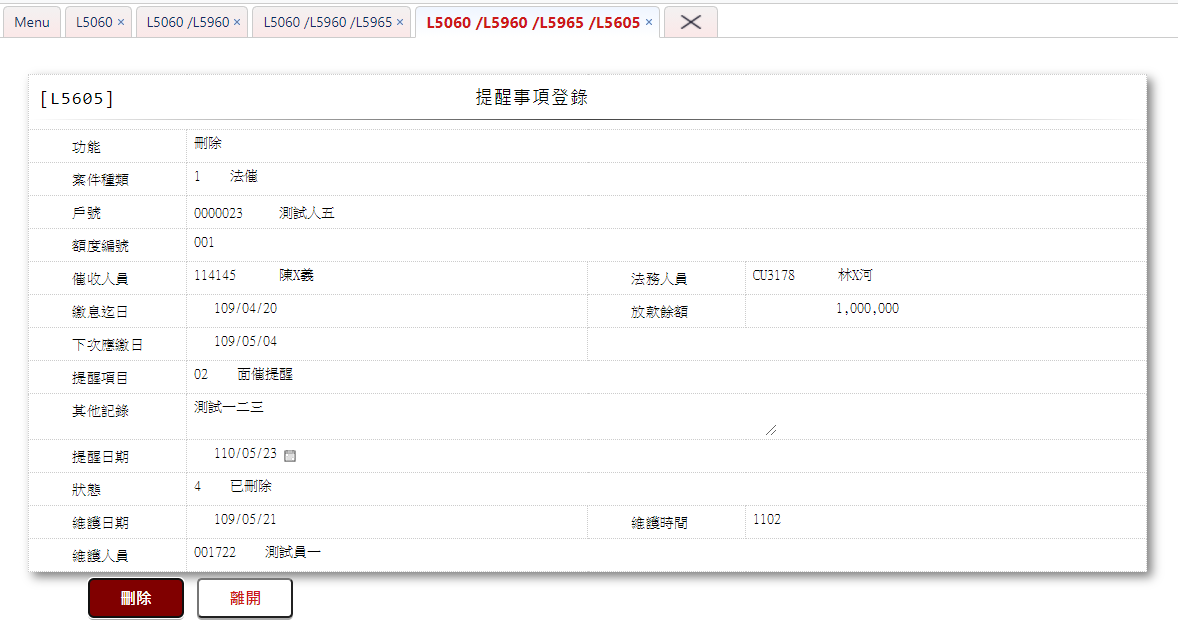 Menu L5060 × L5060 /L5960 × L5060 /L5960 /L5965 × L5060 /L5960 /L5965 /L5605 ×
[L5605] 提醒事項登錄
功能 刪除
案件種類 1 法催
戶號 0000023 測試人五
額度編號 001
催收人員 114145 陳X義 法務人員 CU3178 林X河
繳息迄日 109/04/20 放款餘額 1,000,000
下次應繳日 109/05/04
提醒項目 02 面催提醒
其他記錄 測試一二三
提醒日期 110/05/23
狀態 4 已刪除
維護日期 109/05/21 維護時間 1102
維護人員 001722 測試員一
刪除 離開